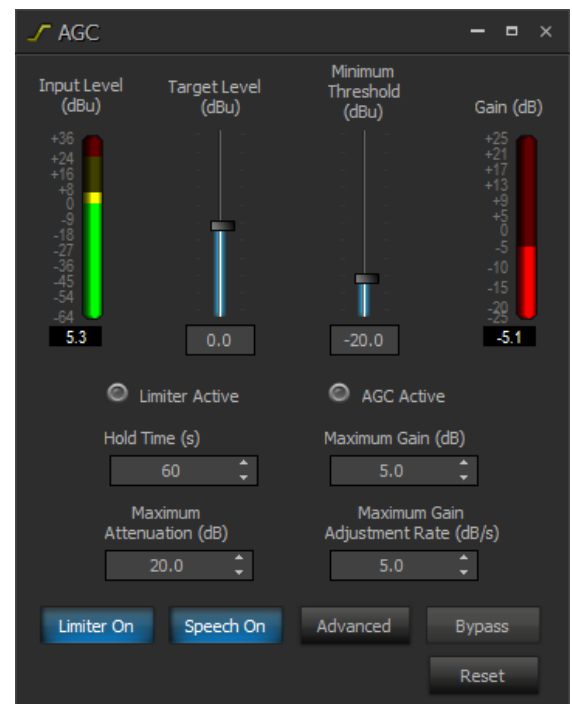 AGC
Input Level
(dBu)
Target Level
(dBu)
Minimum
Threshold
(dBu)
Gain (dB)
+36
+24
+16
+8
0
-9
-18
-27
-36
-45
-54
-64
+25
+21
+17
+13
+9
+5
0
-5
-10
-15
-20
-25
5.3
0.0
-20.0
-5.1
Limiter Active
AGC Active
Hold Time (s)
Maximum Gain (dB)
60
5.0
Maximum
Attenuation (dB)
Maximum Gain
Adjustment Rate (dB/s)
20.0
5.0
Limiter On
Speech On
Advanced
Bypass
Reset